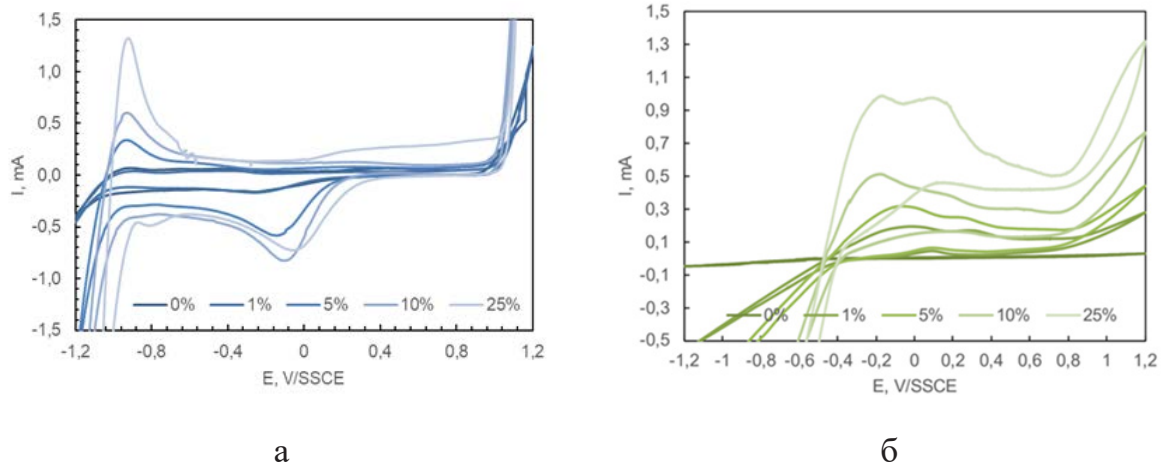 1,5
1,0
0,5
0,0
-0,5
-1,0
-1,5
I, mA
0% 1% 5% 10% 25%
-1,2 -0,8 -0,4 0 0,4 0,8 1,2
E, V/SSCE
а
1,5
1,3
1,1
0,9
0,7
0,5
0,3
0,1
-0,1
-0,3
-0,5
I, mA
0% 1% 5% 10% 25%
-1,2 -1 -0,8 -0,6 -0,4 -0,2 0 0,2 0,4 0,6 0,8 1 1,2
E, V/SSCE
б